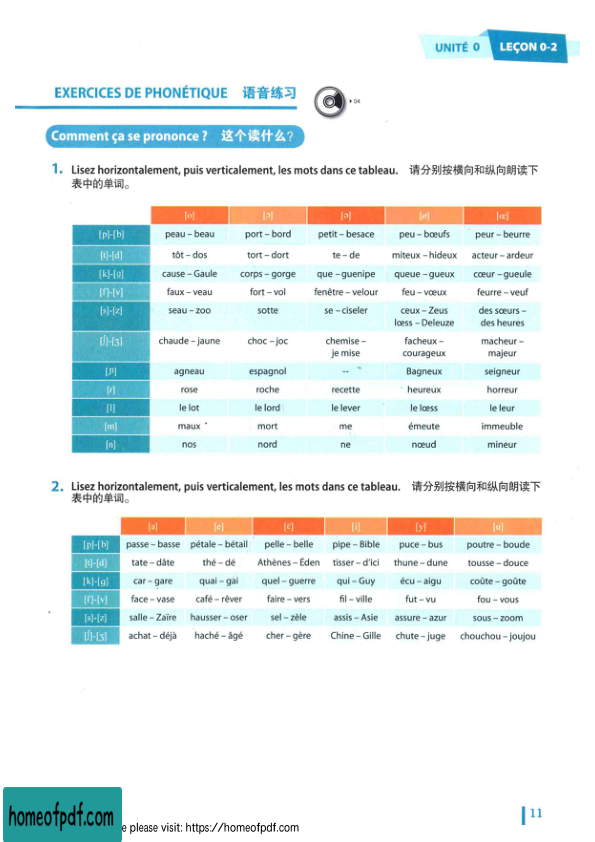 UNITÉ 0 LEÇON 0-2
EXERCICES DE PHONÉTIQUE 语音练习
04
Comment ça se prononce ? 这个读什么?
1. Lisez horizontalement, puis verticalement, les mots dans ce tableau. 请分别按横向和纵向朗读下
表中的单词。
[o] [ɔ] [ə] [ø] [œ]
[p]-[b] peau – beau port – bord petit – besace peu – bœufs peur – beurre
[t]-[d] tôt – dos tort – dort te – de miteux – hideux acteur – ardeur
[k]-[g] cause – Gaule corps – gorge que – guenipe queue – gueux cœur – gueule
[f]-[v] faux – veau fort – vol fenêtre – velour feu – vœux feurre – veuf
[s]-[z] seau – zoo sotte se – ciseler ceux – Zeus des sœurs –
lœss – Deleuze des heures
[ʃ]-[ʒ] chaude – jaune choc – joc chemise – facheux – macheur –
je mise courageux majeur
[ɲ] agneau espagnol -- Bagneux seigneur
[r] rose roche recette heureux horreur
[l] le lot le lord le lever le lœss le leur
[m] maux mort me émeute immeuble
[n] nos nord ne nœud mineur
2. Lisez horizontalement, puis verticalement, les mots dans ce tableau. 请分别按横向和纵向朗读下
表中的单词。
[a] [e] [ɛ] [i] [y] [u]
[p]-[b] passe – basse pétale – bétail pelle – belle pipe – Bible puce – bus poutre – boude
[t]-[d] tate – dâte thé – dé Athènes – Éden tisser – d'ici thune – dune tousse – douce
[k]-[g] car – gare quai – gai quel – guerre qui – Guy écu – aigu coûte – goûte
[f]-[v] face – vase café – rêver faire – vers fil – ville fut – vu fou – vous
[s]-[z] salle – Zaïre hausser – oser sel – zèle assis – Asie assure – azur sous – zoom
[ʃ]-[ʒ] achat – déjà haché – âgé cher – gère Chine – Gille chute – juge chouchou – joujou
11
homeofpdf.com
e please visit: https://homeofpdf.com